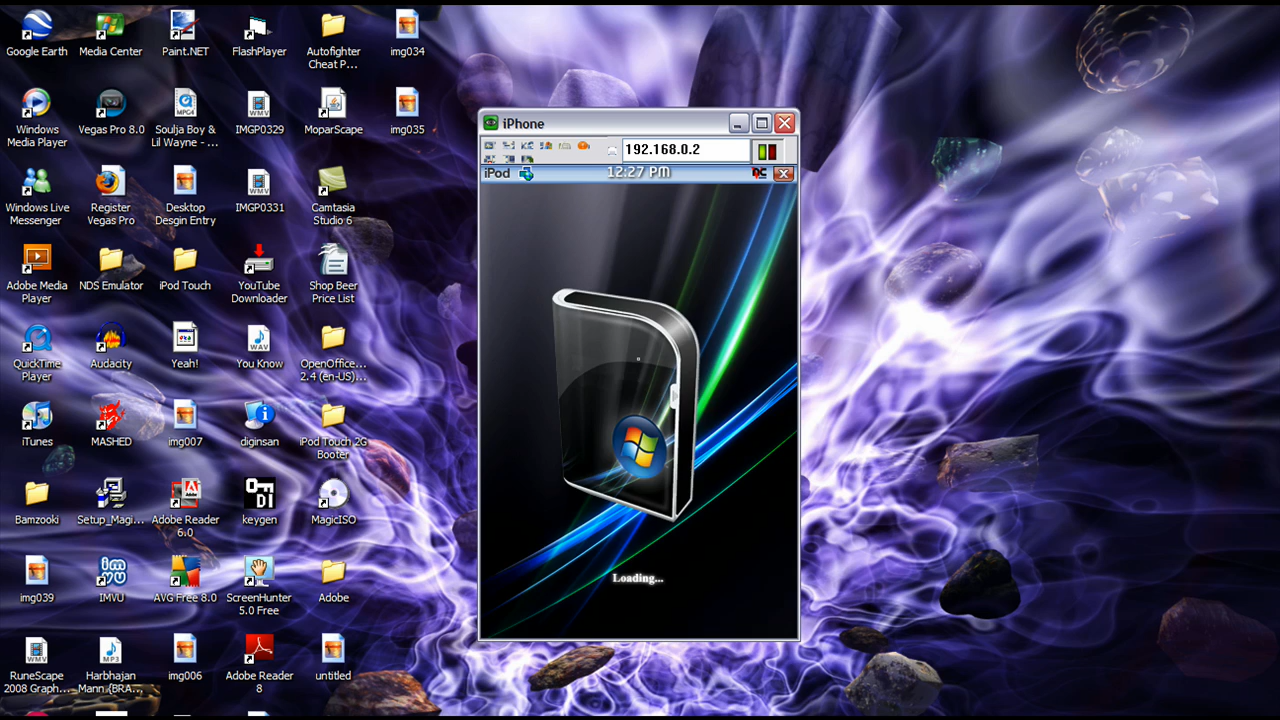 Google Earth
Media Center
Paint.NET
FlashPlayer
Autofighter
Cheat P...
img034
Windows
Media Player
Vegas Pro 8.0
Soulja Boy &
Lil Wayne - ...
IMGP0329
MoparScape
img035
Windows Live
Messenger
Register
Vegas Pro
Desktop
Desgin Entry
IMGP0331
Camtasia
Studio 6
Adobe Media
Player
NDS Emulator
iPod Touch
YouTube
Downloader
Shop Beer
Price List
QuickTime
Player
Audacity
Yeah!
You Know
OpenOffice...
2.4 (en-US)...
iTunes
MASHED
img007
diginsan
iPod Touch 2G
Booter
Bamzooki
Setup_Magi...
Adobe Reader
6.0
keygen
MagicISO
img039
IMVU
AVG Free 8.0
ScreenHunter
5.0 Free
Adobe
RuneScape
2008 Graph...
Harbhajan
Mann (BRA...
img006
Adobe Reader
8
untitled
iPhone
192.168.0.2
iPod
12:27 PM
Loading...